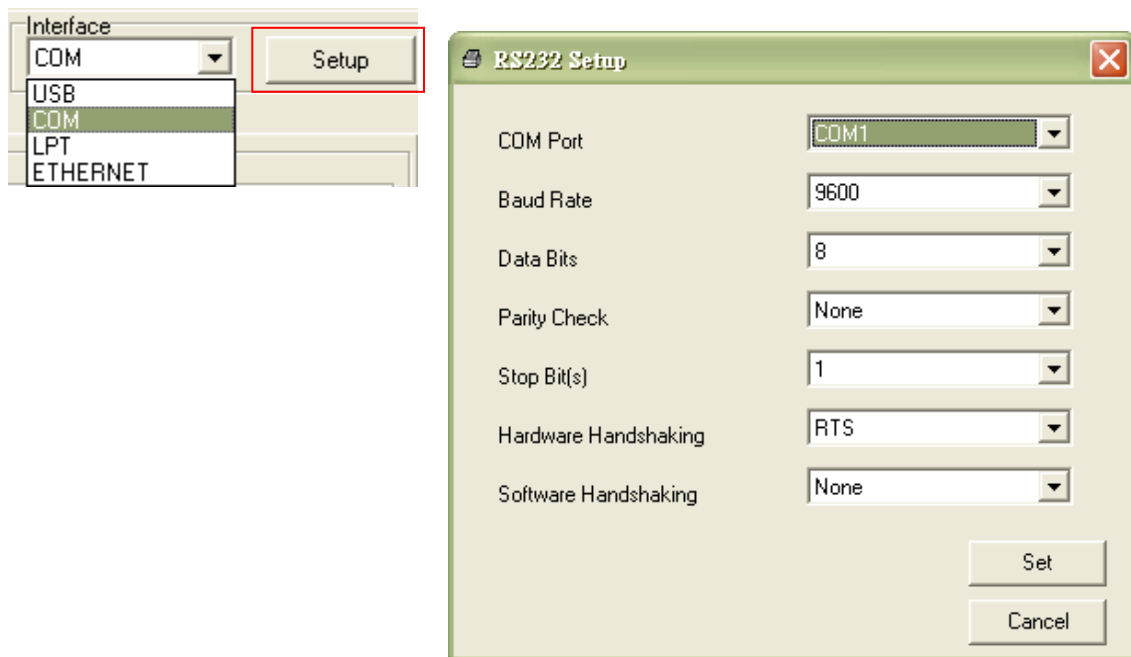 Interface
COM
Setup
USB
COM
LPT
ETHERNET
RS232 Setup
COM Port
COM1
Baud Rate
9600
Data Bits
8
Parity Check
None
Stop Bit(s)
1
Hardware Handshaking
RTS
Software Handshaking
None
Set
Cancel